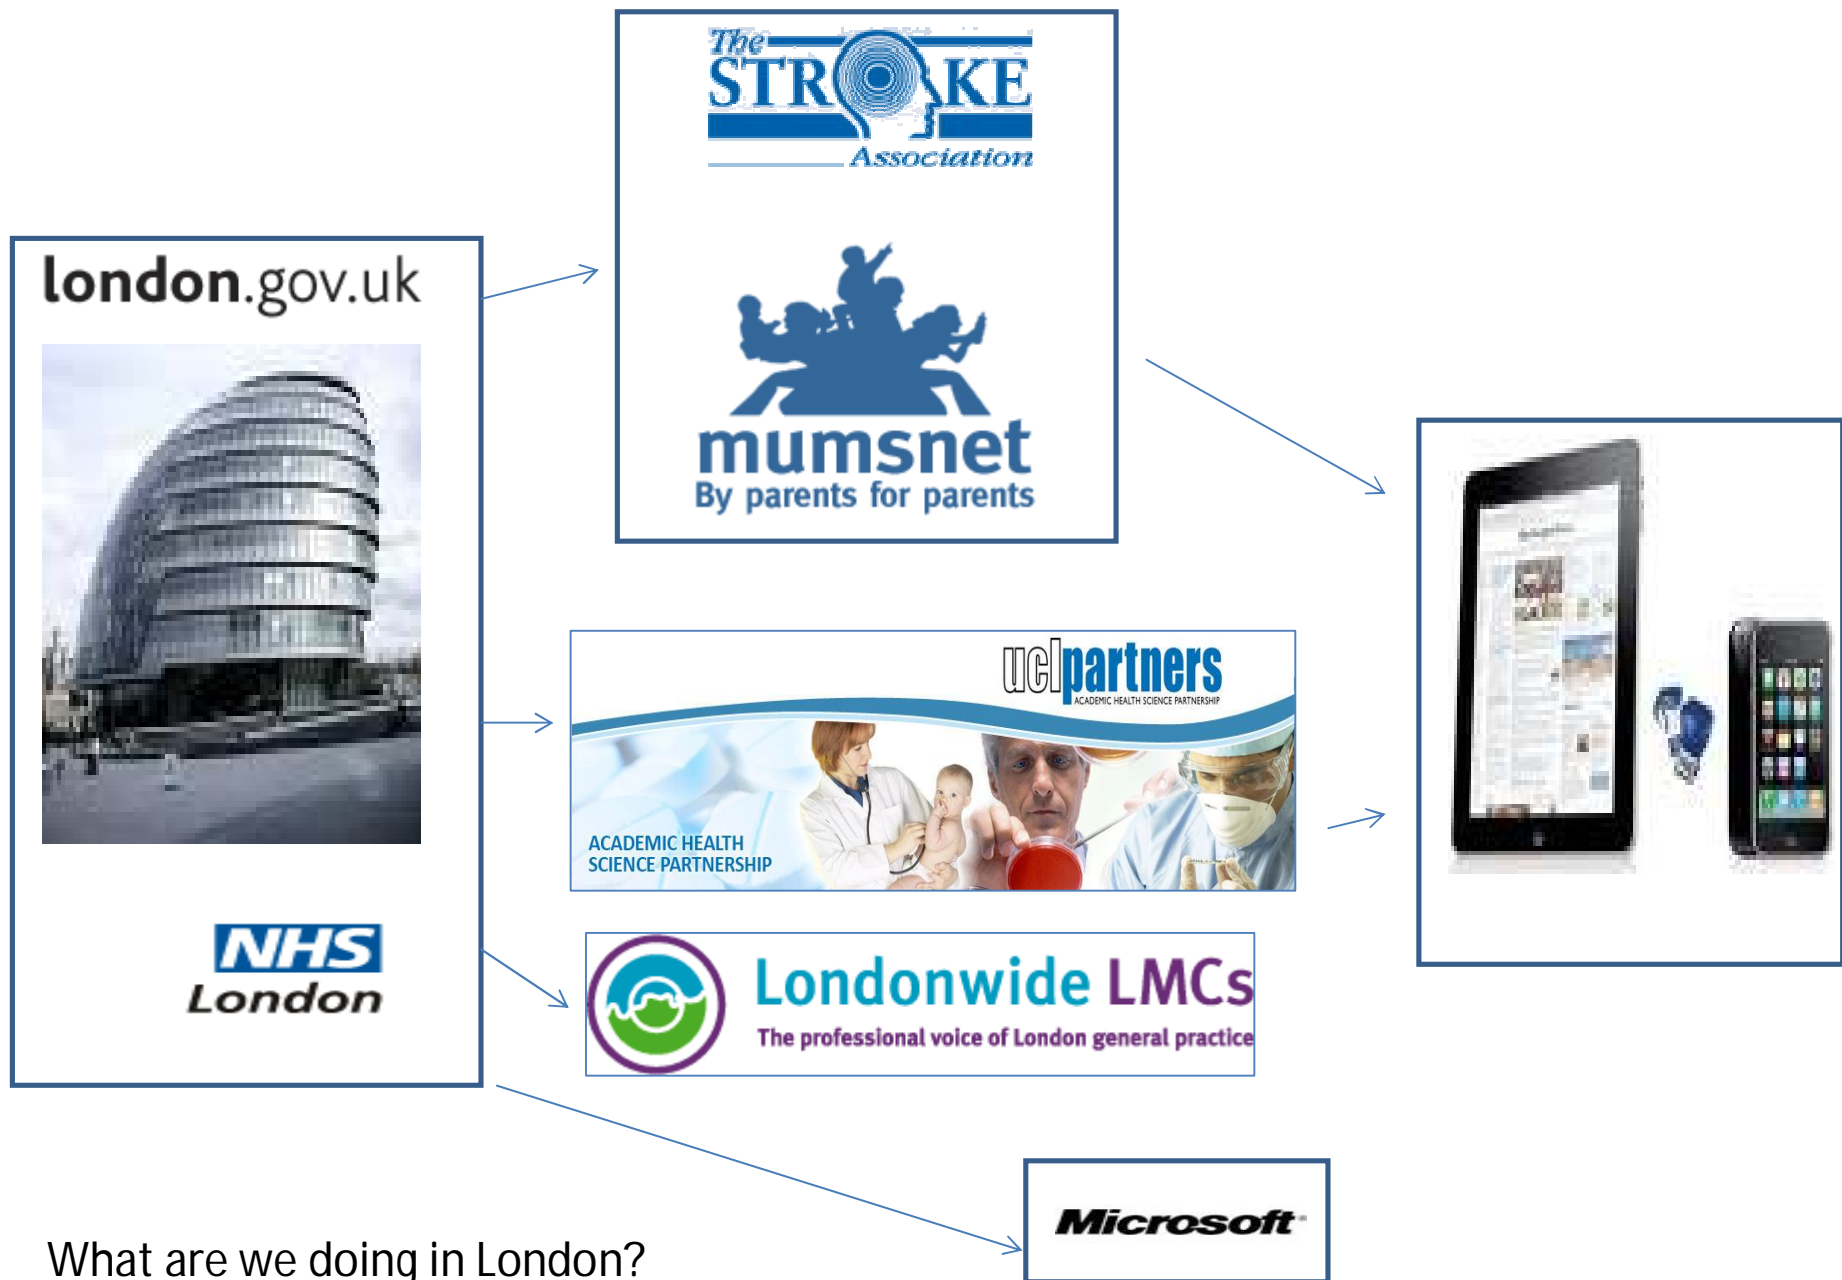 The
STROKE
Association
london.gov.uk
mumsnet
By parents for parents
uclpartners
ACADEMIC HEALTH SCIENCE PARTNERSHIP
ACADEMIC HEALTH
SCIENCE PARTNERSHIP
NHS
London
Londonwide LMCs
The professional voice of London general practice
Microsoft
What are we doing in London?